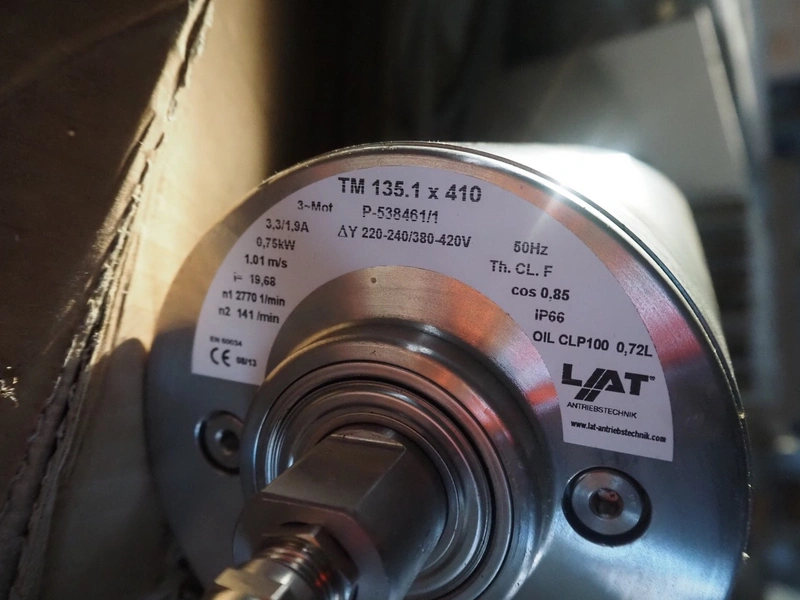 TM 135.1 x 410
3~Mot P-538461/1
3,3/1.9A ΔY 220-240/380-420V 50Hz
0,75kW Th. CL. F
1.01 m/s cos 0,85
i= 19,68 iP66
n1 2770 1/min OIL CLP100 0,72L
n2 141 /min
EN 60034
CE 08/13
LAT
ANTRIEBSTECHNIK
www.lat-antriebstechnik.com